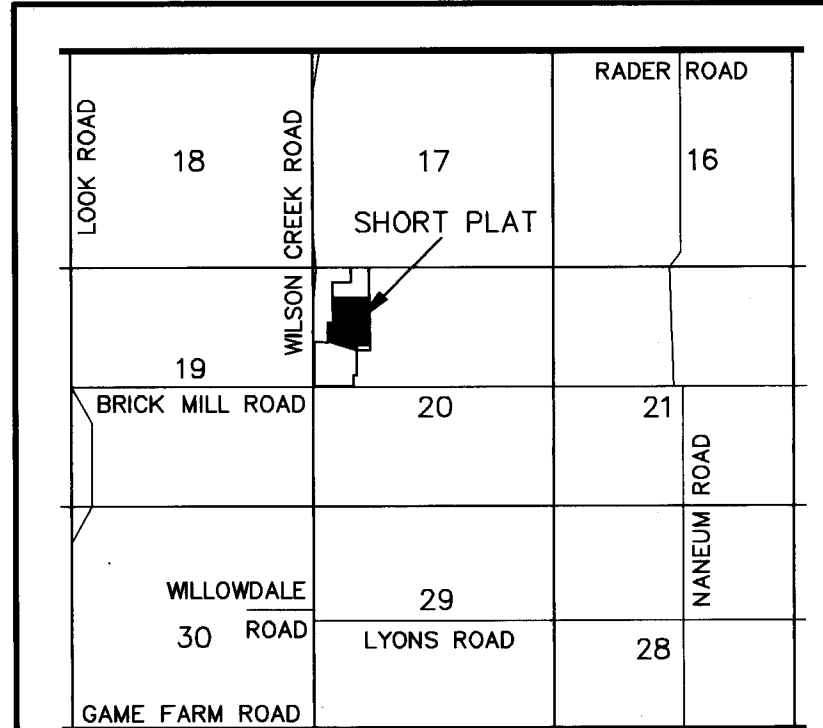 RADER ROAD
LOOK ROAD
18
WILSON CREEK ROAD
17
16
SHORT PLAT
19
BRICK MILL ROAD
20
21
NANEUM ROAD
WILLOWDALE
ROAD
29
30
LYONS ROAD
28
GAME FARM ROAD